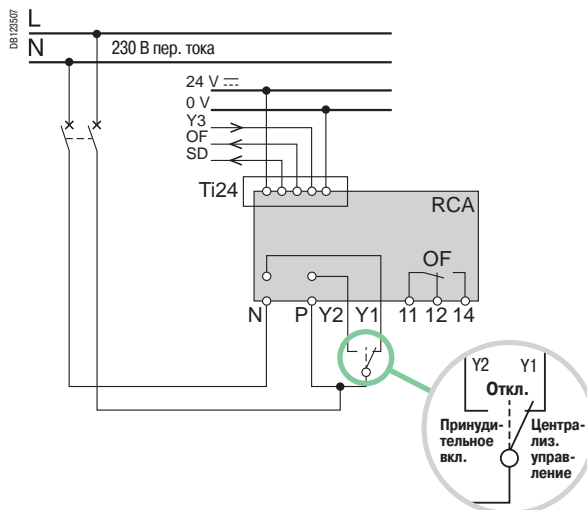 DB123507
L
N
230 В пер. тока
24 V
0 V
Y3
OF
SD
Ti24
RCA
OF
N P Y2 Y1 11 12 14
Y2 Y1
Откл.
Принуди-
тельное
вкл.
Центра-
лиз.
управ-
ление